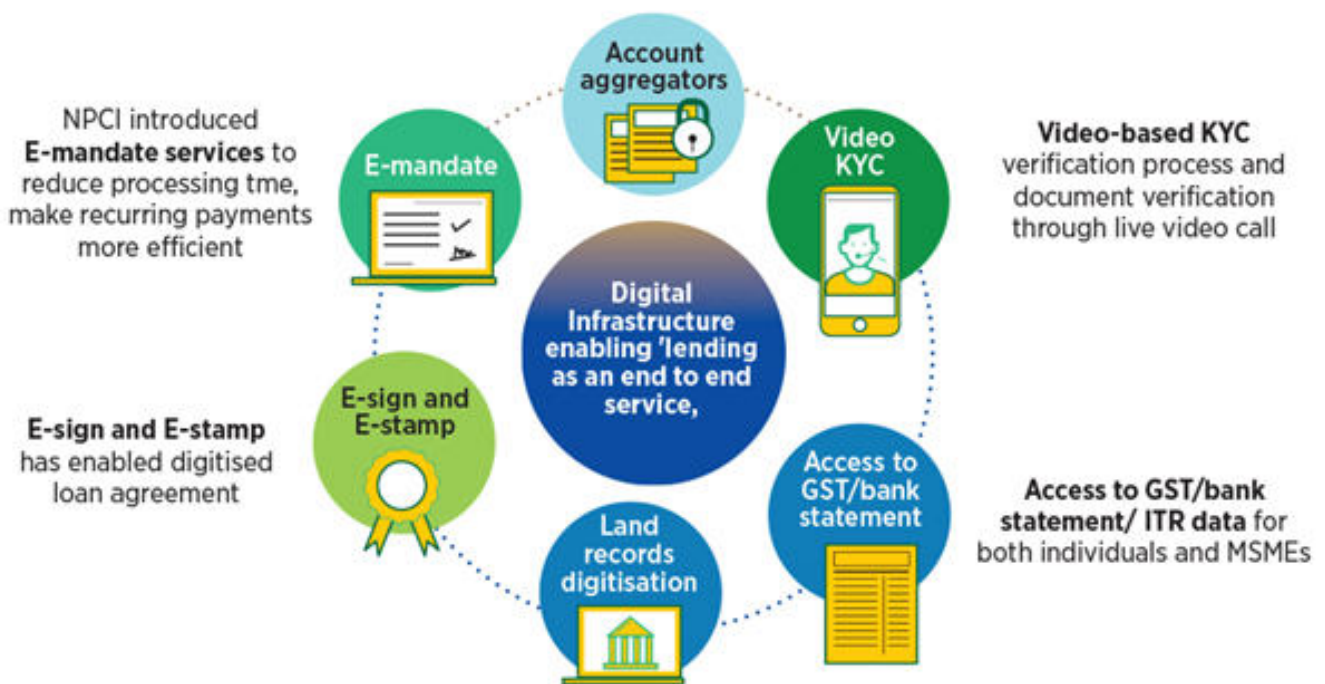 Account
aggregators
NPCI introduced
E-mandate services to
reduce processing tme,
make recurring payments
more efficient
E-mandate
Video
KYC
Video-based KYC
verification process and
document verification
through live video call
Digital
Infrastructure
enabling 'lending
as an end to end
service,
E-sign and E-stamp
has enabled digitised
loan agreement
E-sign and
E-stamp
Access to
GST/bank
statement
Access to GST/bank
statement/ ITR data for
both individuals and MSMEs
Land
records
digitisation